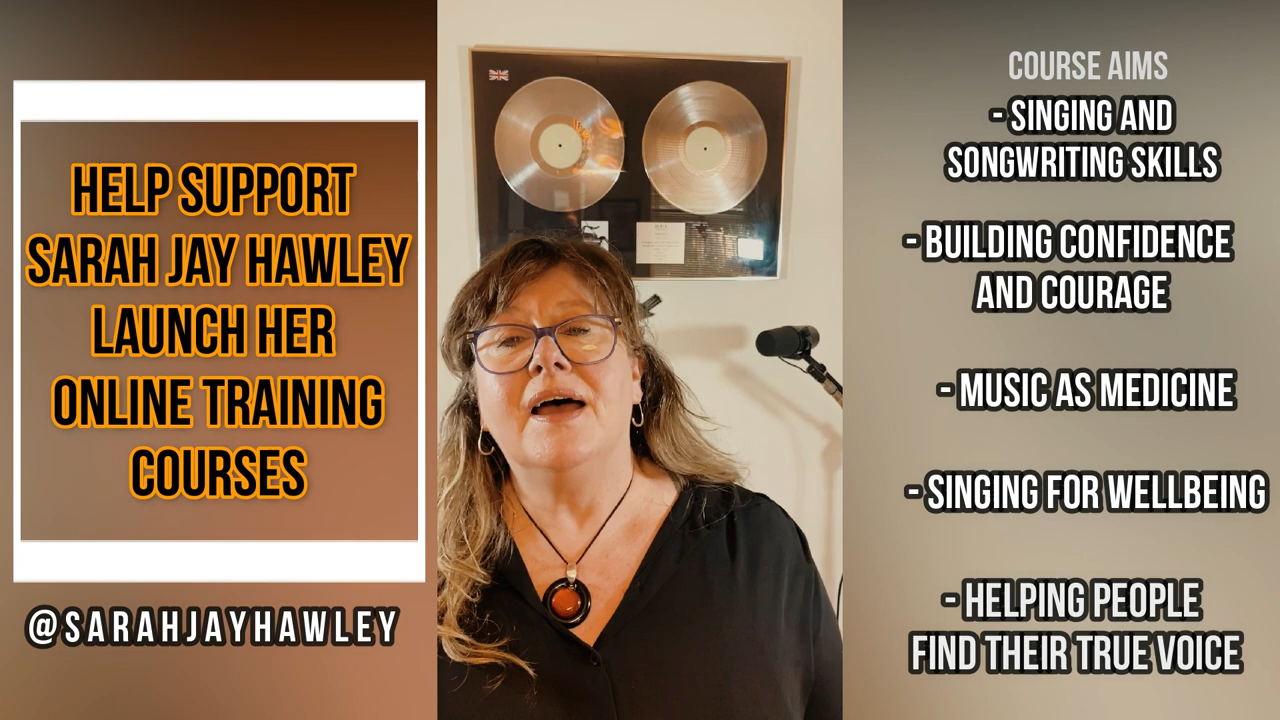 HELP SUPPORT
SARAH JAY HAWLEY
LAUNCH HER
ONLINE TRAINING
COURSES
@SARAHJAYHAWLEY
COURSE AIMS
- SINGING AND
SONGWRITING SKILLS
- BUILDING CONFIDENCE
AND COURAGE
- MUSIC AS MEDICINE
- SINGING FOR WELLBEING
- HELPING PEOPLE
FIND THEIR TRUE VOICE